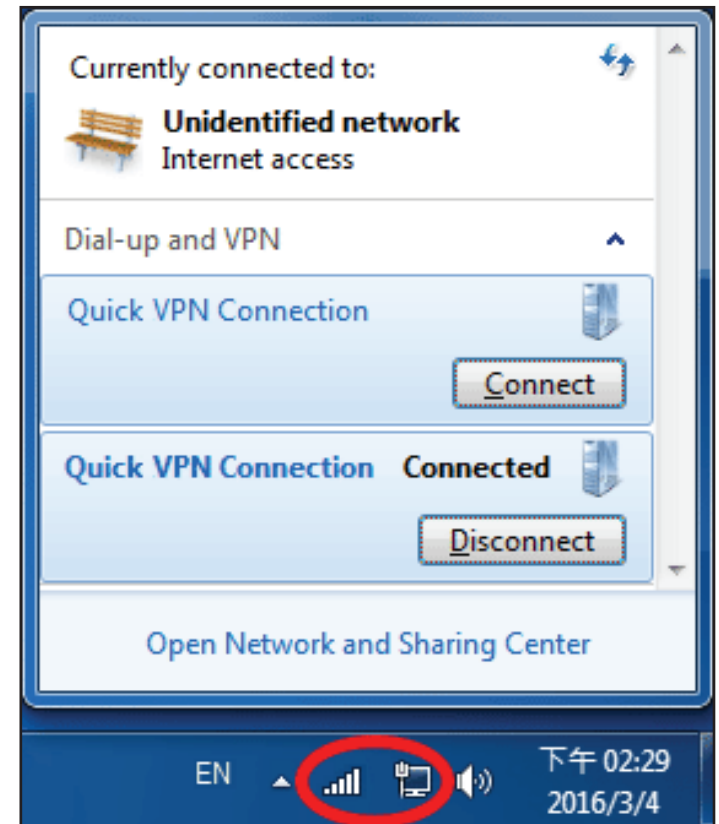 Currently connected to:
Unidentified network
Internet access
Dial-up and VPN
Quick VPN Connection
Connect
Quick VPN Connection Connected
Disconnect
Open Network and Sharing Center
EN
下午 02:29
2016/3/4